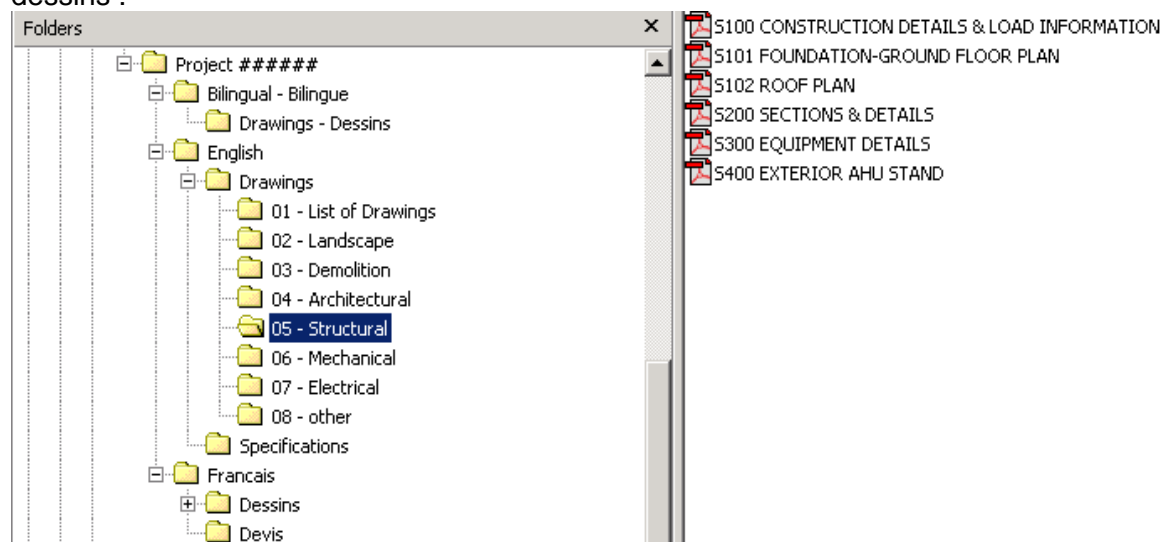 dessins :
Folders
Project ######
Bilingual - Bilingue
Drawings - Dessins
English
Drawings
01 - List of Drawings
02 - Landscape
03 - Demolition
04 - Architectural
05 - Structural
06 - Mechanical
07 - Electrical
08 - other
Specifications
Francais
Dessins
Devis
S100 CONSTRUCTION DETAILS & LOAD INFORMATION
S101 FOUNDATION-GROUND FLOOR PLAN
S102 ROOF PLAN
S200 SECTIONS & DETAILS
S300 EQUIPMENT DETAILS
S400 EXTERIOR AHU STAND